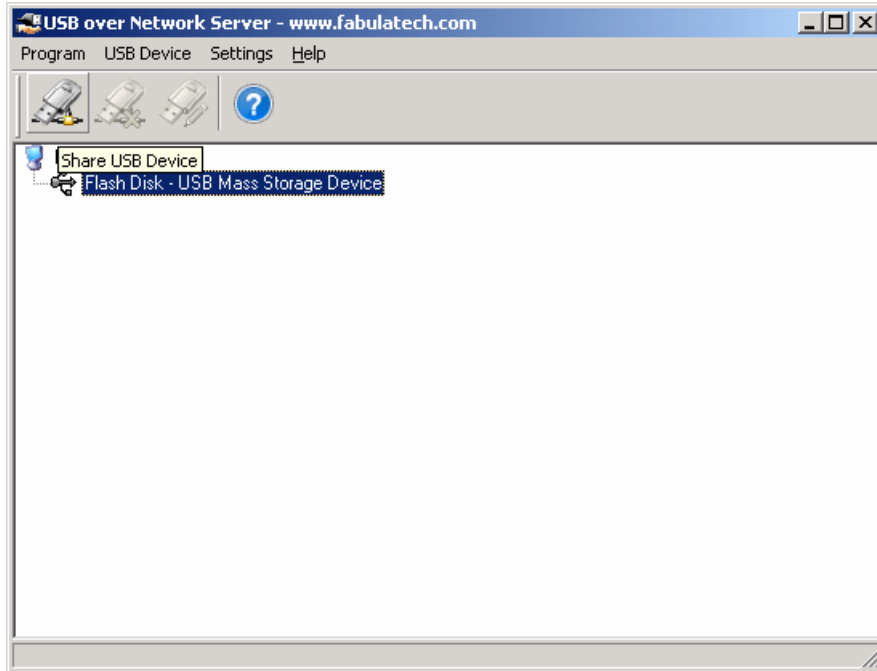 USB over Network Server - www.fabulatech.com
Program USB Device Settings Help
?
Share USB Device
Flash Disk - USB Mass Storage Device